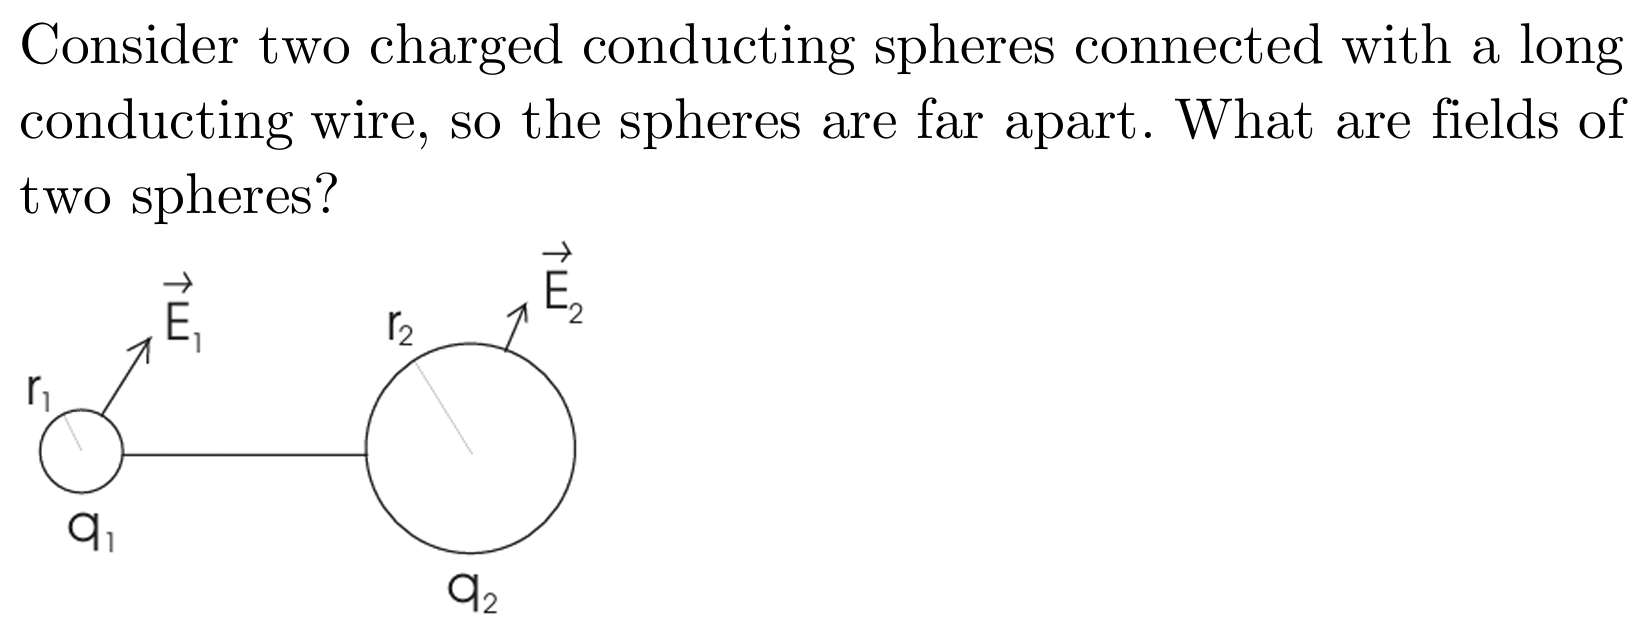 Consider two charged conducting spheres connected with a long
conducting wire, so the spheres are far apart. What are fields of
two spheres?
E⃗₁
E⃗₂
r₂
r₁
q₁
q₂